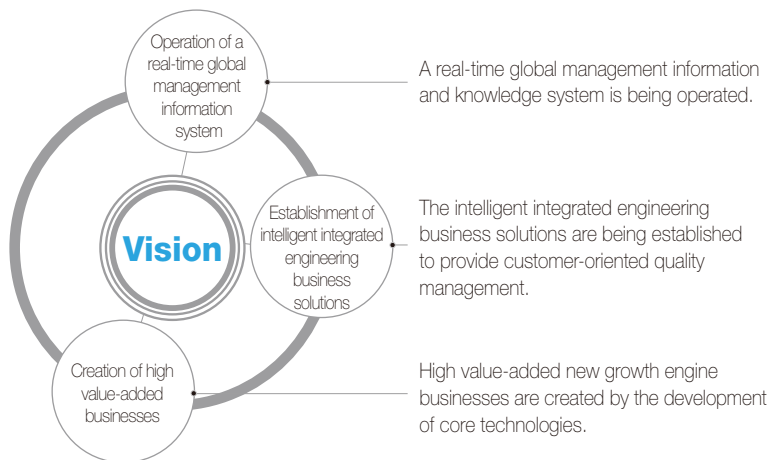 Operation of a
real-time global
management
information
system
A real-time global management information
and knowledge system is being operated.
Vision
Establishment of
intelligent integrated
engineering
business
solutions
The intelligent integrated engineering
business solutions are being established
to provide customer-oriented quality
management.
Creation of high
value-added
businesses
High value-added new growth engine
businesses are created by the development
of core technologies.